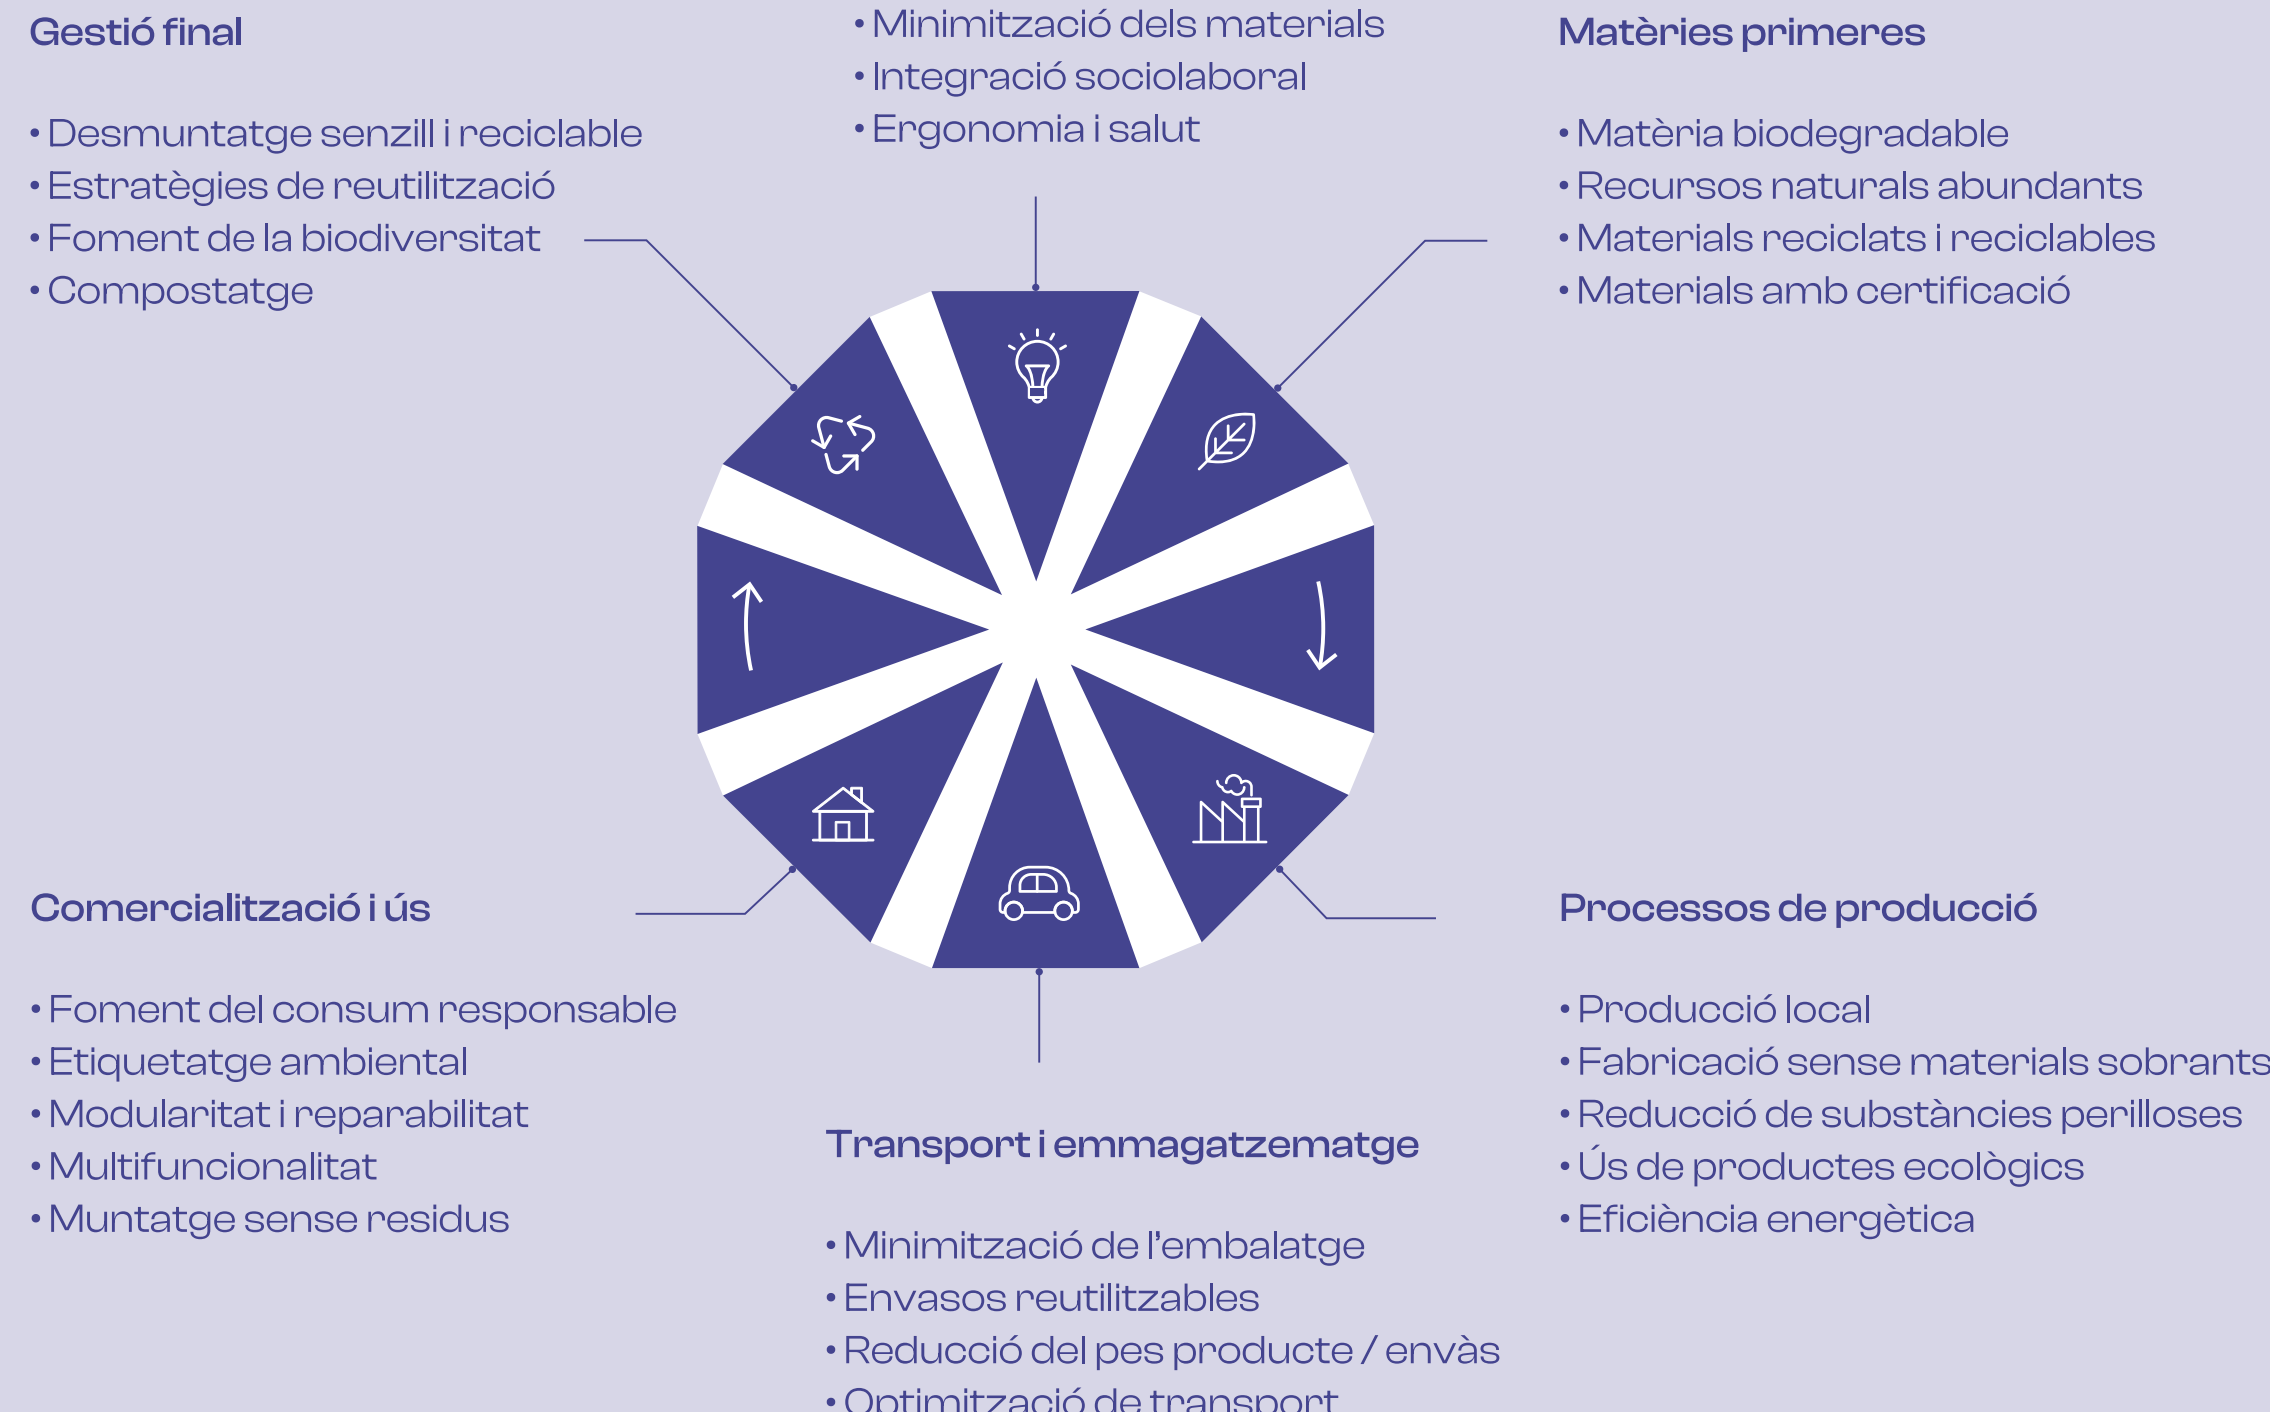 Gestió final
• Desmuntatge senzill i reciclable
• Estratègies de reutilització
• Foment de la biodiversitat
• Compostatge
• Minimització dels materials
• Integració sociolaboral
• Ergonomia i salut
Matèries primeres
• Matèria biodegradable
• Recursos naturals abundants
• Materials reciclats i reciclables
• Materials amb certificació
Comercialització i ús
• Foment del consum responsable
• Etiquetatge ambiental
• Modularitat i reparabilitat
• Multifuncionalitat
• Muntatge sense residus
Transport i emmagatzematge
• Minimització de l’embalatge
• Envasos reutilitzables
• Reducció del pes producte / envàs
• Optimització de transport
Processos de producció
• Producció local
• Fabricació sense materials sobrants
• Reducció de substàncies perilloses
• Ús de productes ecològics
• Eficiència energètica